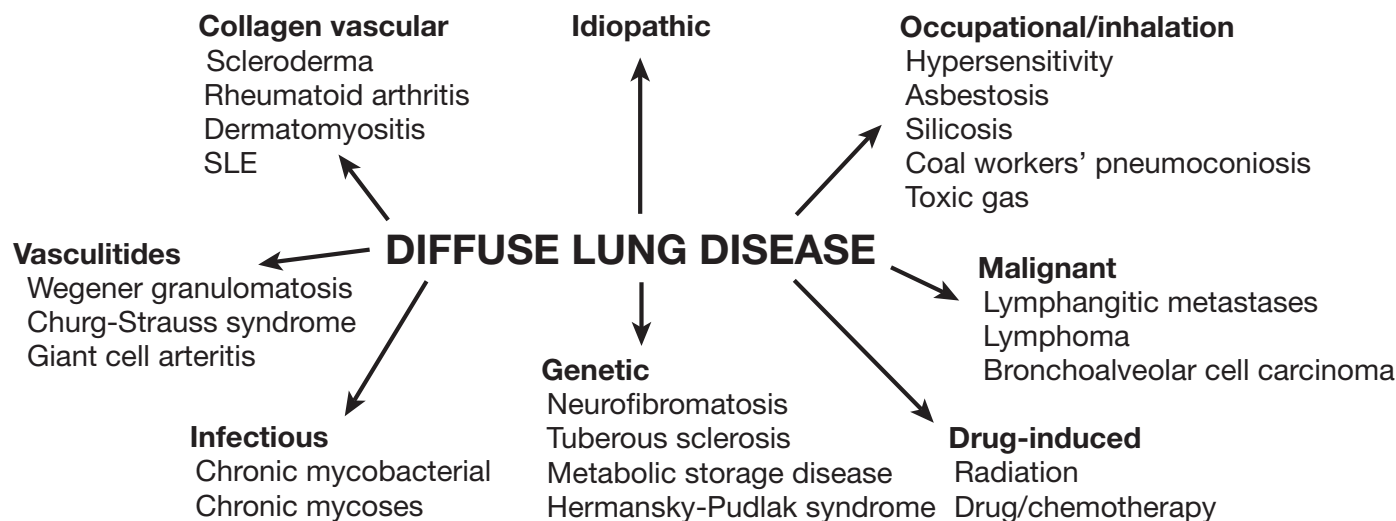 Collagen vascular
Scleroderma
Rheumatoid arthritis
Dermatomyositis
SLE
Idiopathic
Occupational/inhalation
Hypersensitivity
Asbestosis
Silicosis
Coal workers’ pneumoconiosis
Toxic gas
DIFFUSE LUNG DISEASE
Vasculitides
Wegener granulomatosis
Churg-Strauss syndrome
Giant cell arteritis
Malignant
Lymphangitic metastases
Lymphoma
Bronchoalveolar cell carcinoma
Infectious
Chronic mycobacterial
Chronic mycoses
Genetic
Neurofibromatosis
Tuberous sclerosis
Metabolic storage disease
Hermansky-Pudlak syndrome
Drug-induced
Radiation
Drug/chemotherapy